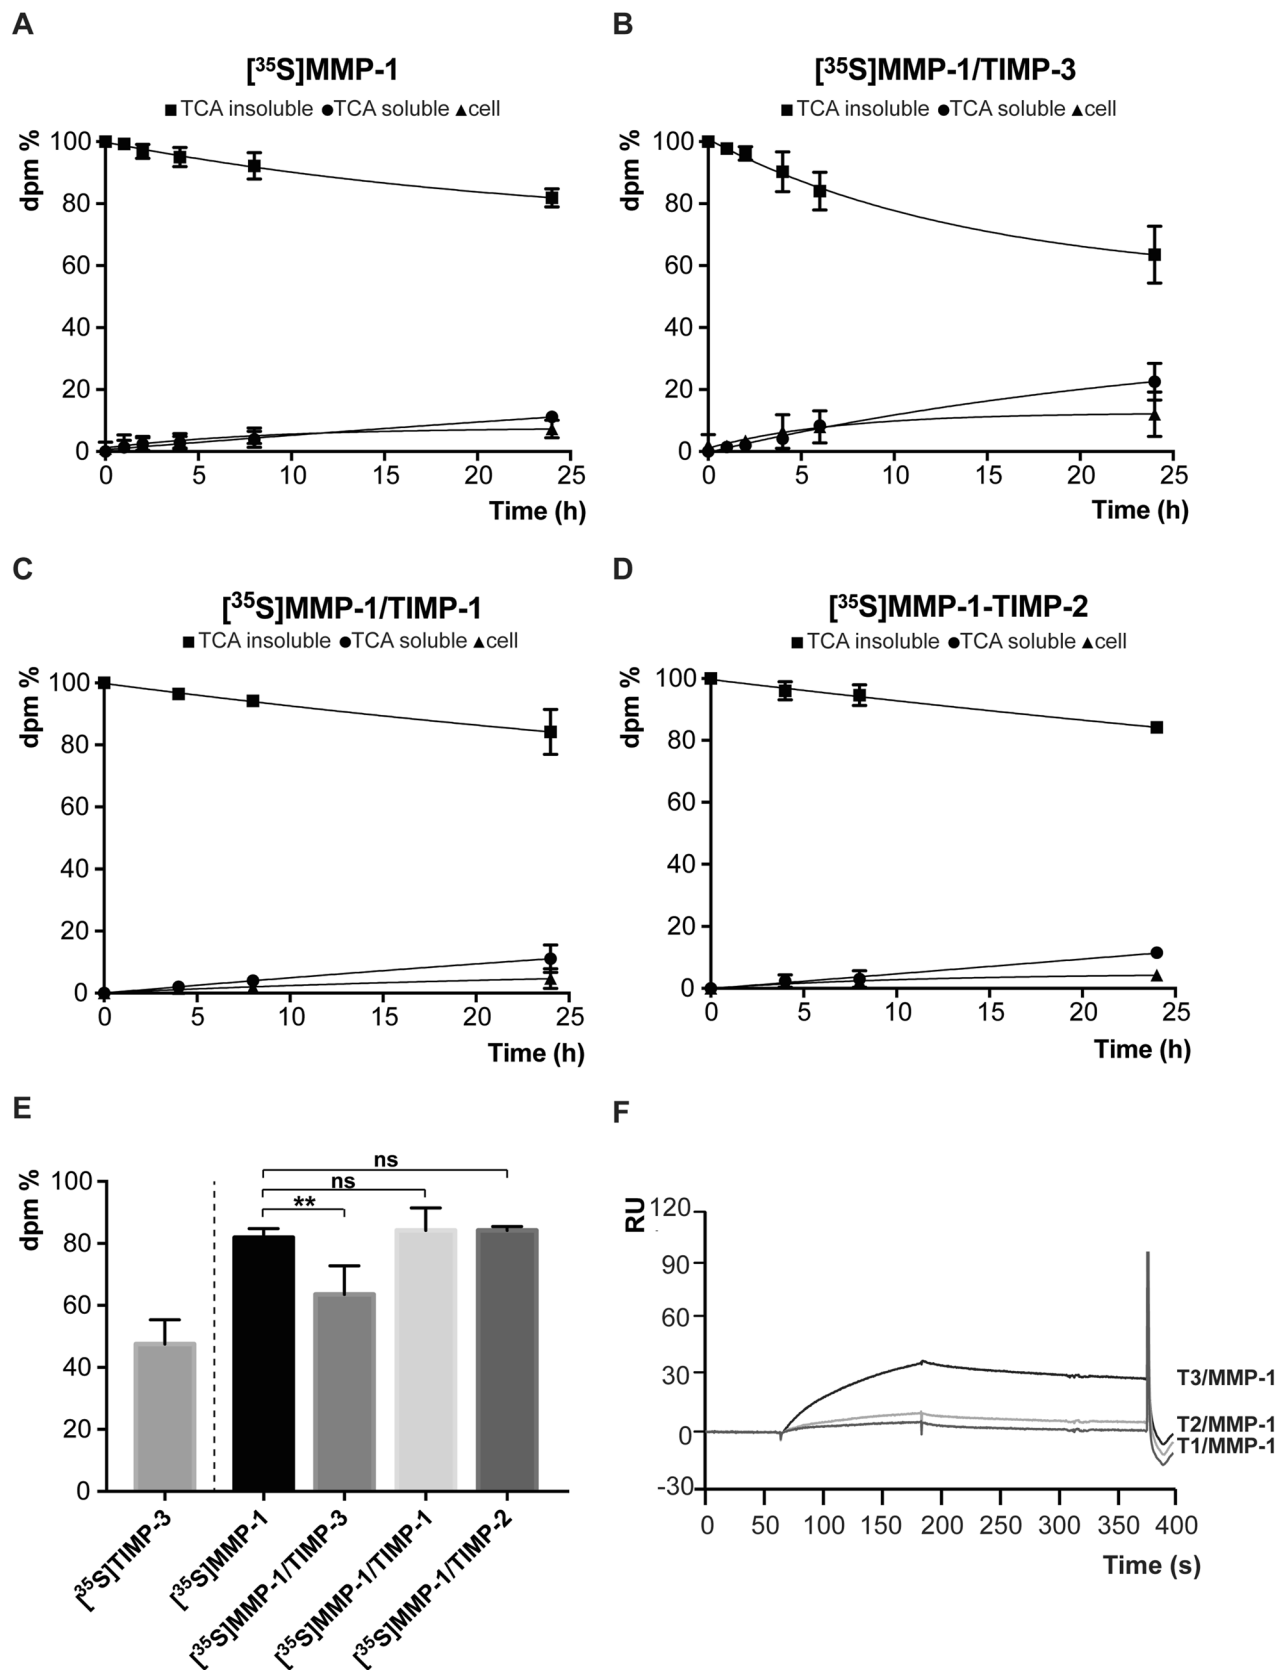 A
[³⁵S]MMP-1
■ TCA insoluble ●TCA soluble ▲cell
dpm %
100
80
60
40
20
0
0 5 10 15 20 25
Time (h)
B
[³⁵S]MMP-1/TIMP-3
■ TCA insoluble ●TCA soluble ▲cell
dpm %
100
80
60
40
20
0
0 5 10 15 20 25
Time (h)
C
[³⁵S]MMP-1/TIMP-1
■ TCA insoluble ●TCA soluble ▲cell
dpm %
100
80
60
40
20
0
0 5 10 15 20 25
Time (h)
D
[³⁵S]MMP-1-TIMP-2
■ TCA insoluble ●TCA soluble ▲cell
dpm %
100
80
60
40
20
0
0 5 10 15 20 25
Time (h)
E
dpm %
100
80
60
40
20
0
ns
ns
**
[³⁵S]TIMP-3
[³⁵S]MMP-1
[³⁵S]MMP-1/TIMP-3
[³⁵S]MMP-1/TIMP-1
[³⁵S]MMP-1/TIMP-2
F
RU
120
90
60
30
0
-30
T3/MMP-1
T2/MMP-1
T1/MMP-1
0 50 100 150 200 250 300 350 400
Time (s)